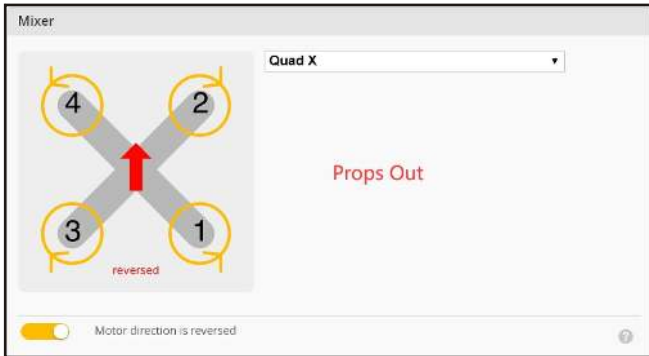 Mixer
Quad X
4
2
Props Out
3
1
reversed
Motor direction is reversed
?